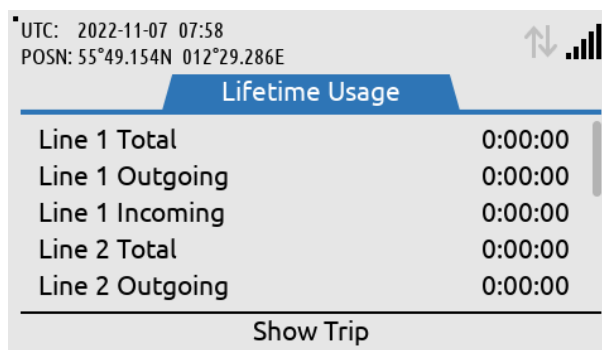 UTC: 2022-11-07 07:58
POSN: 55°49.154N 012°29.286E
Lifetime Usage
Line 1 Total 0:00:00
Line 1 Outgoing 0:00:00
Line 1 Incoming 0:00:00
Line 2 Total 0:00:00
Line 2 Outgoing 0:00:00
Show Trip